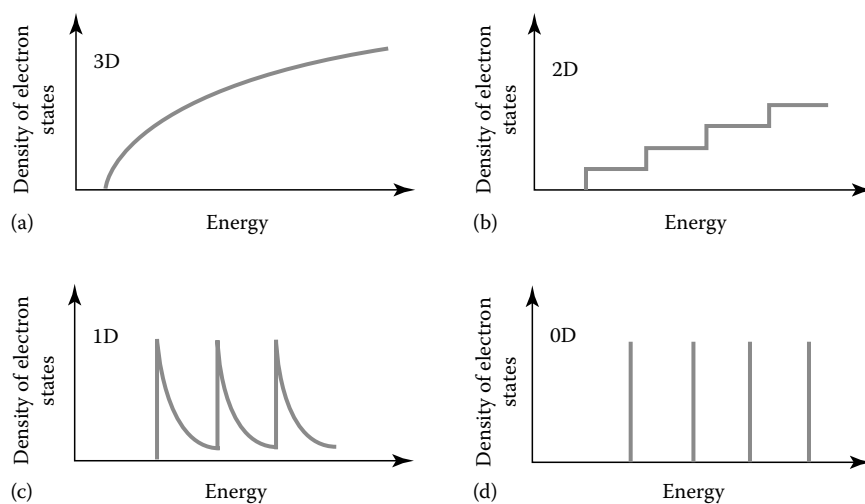 Density of electron
states
3D
Energy
(a)
Density of electron
states
2D
Energy
(b)
Density of electron
states
1D
Energy
(c)
Density of electron
states
0D
Energy
(d)